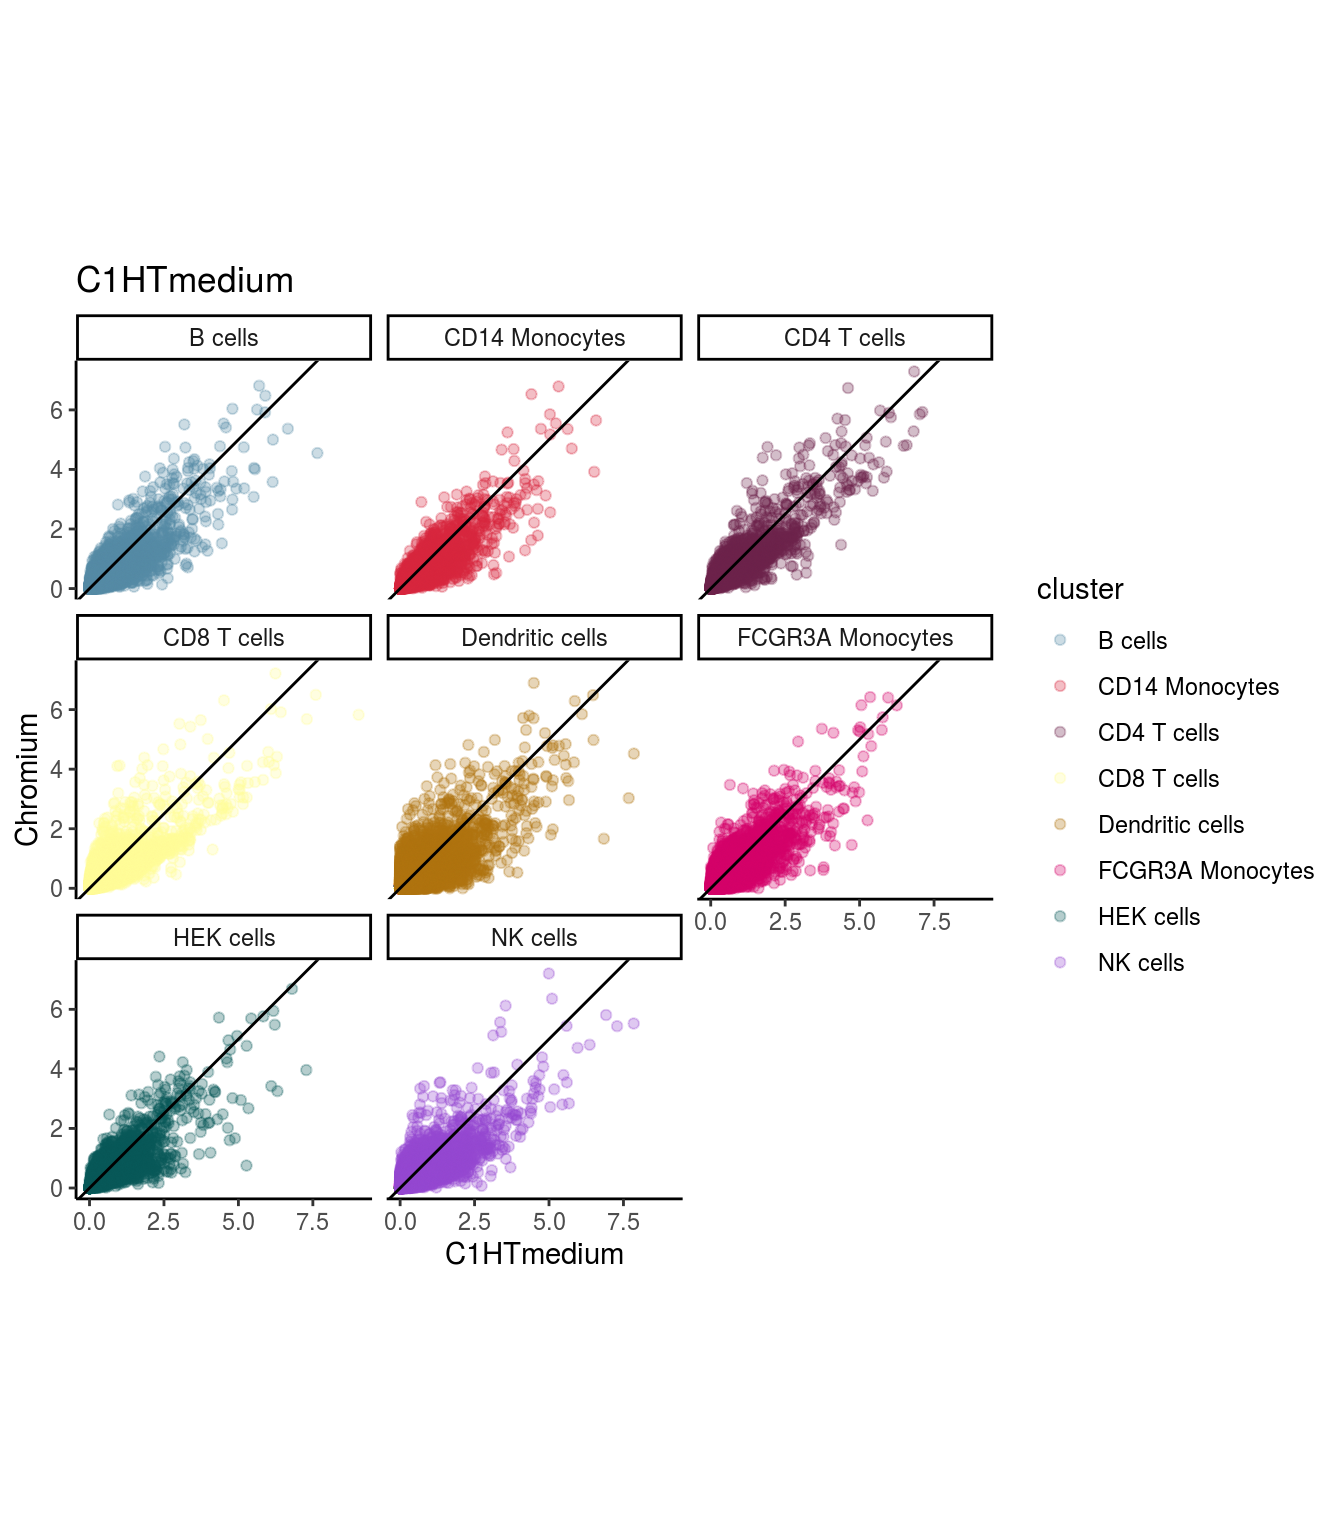 C1HTmedium
B cells
CD14 Monocytes
CD4 T cells
6
4
2
0
CD8 T cells
Dendritic cells
FCGR3A Monocytes
6
4
2
0
0.0 2.5 5.0 7.5
HEK cells
NK cells
6
4
2
0
0.0 2.5 5.0 7.5
0.0 2.5 5.0 7.5
C1HTmedium
Chromium
cluster
B cells
CD14 Monocytes
CD4 T cells
CD8 T cells
Dendritic cells
FCGR3A Monocytes
HEK cells
NK cells